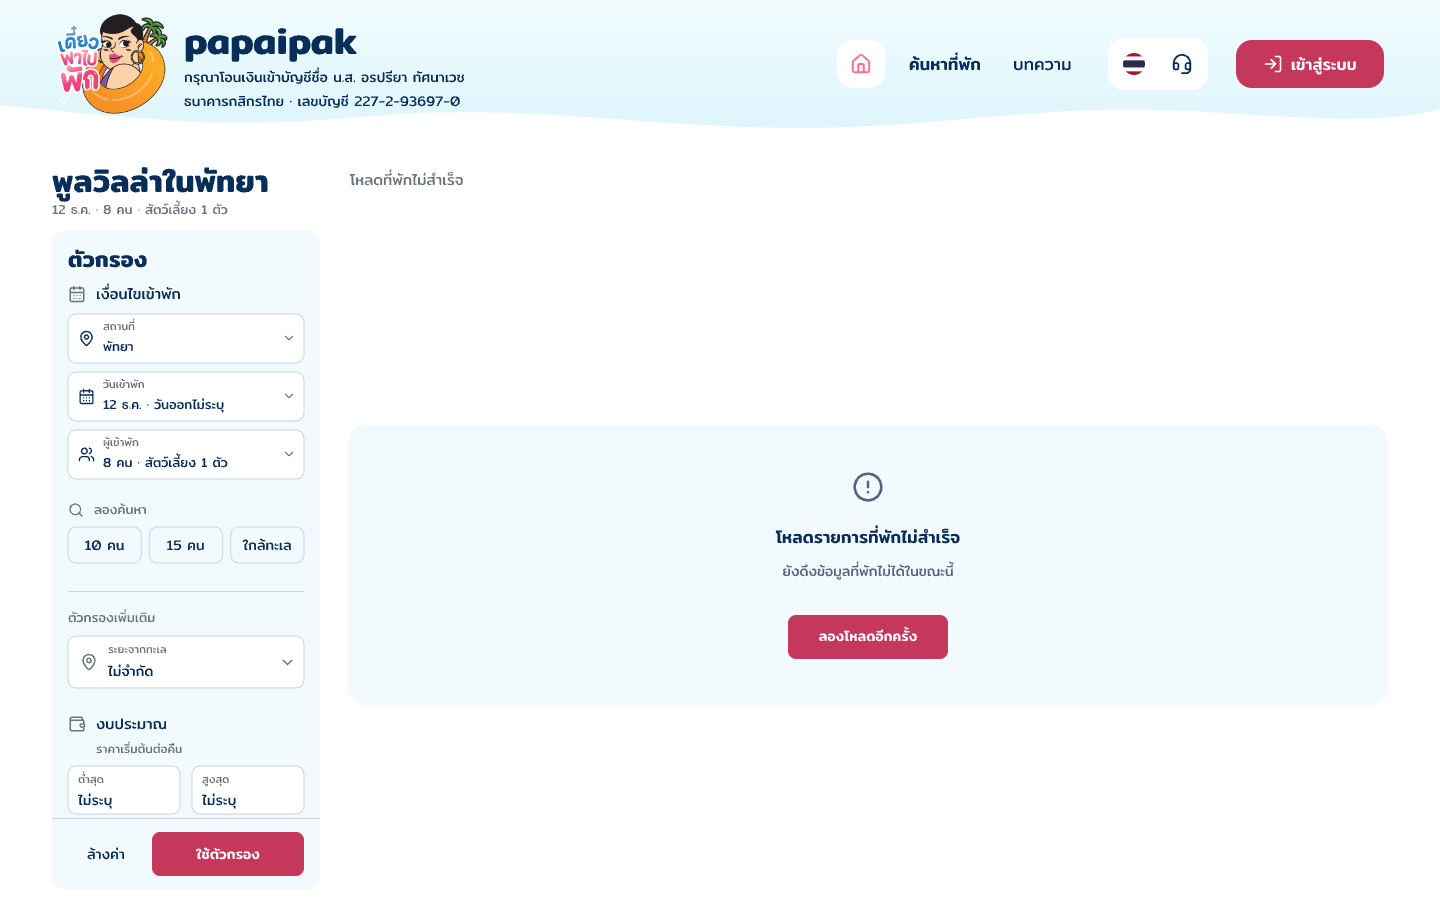 เดี๋ยว
พาไป
พัก
papaipak
กรุณาโอนเงินเข้าบัญชีชื่อ น.ส. อรปรียา ทัศนาเวช
ธนาคารกสิกรไทย · เลขบัญชี 227-2-93697-0
ค้นหาที่พัก
บทความ
เข้าสู่ระบบ
พูลวิลล่าในพัทยา
12 ธ.ค. · 8 คน · สัตว์เลี้ยง 1 ตัว
โหลดที่พักไม่สำเร็จ
ตัวกรอง
เงื่อนไขเข้าพัก
สถานที่
พัทยา
วันเข้าพัก
12 ธ.ค. · วันออกไม่ระบุ
ผู้เข้าพัก
8 คน · สัตว์เลี้ยง 1 ตัว
ลองค้นหา
10 คน
15 คน
ใกล้ทะเล
ตัวกรองเพิ่มเติม
ระยะจากทะเล
ไม่จำกัด
งบประมาณ
ราคาเริ่มต้นต่อคืน
ต่ำสุด
ไม่ระบุ
สูงสุด
ไม่ระบุ
ล้างค่า
ใช้ตัวกรอง
โหลดรายการที่พักไม่สำเร็จ
ยังดึงข้อมูลที่พักไม่ได้ในขณะนี้
ลองโหลดอีกครั้ง